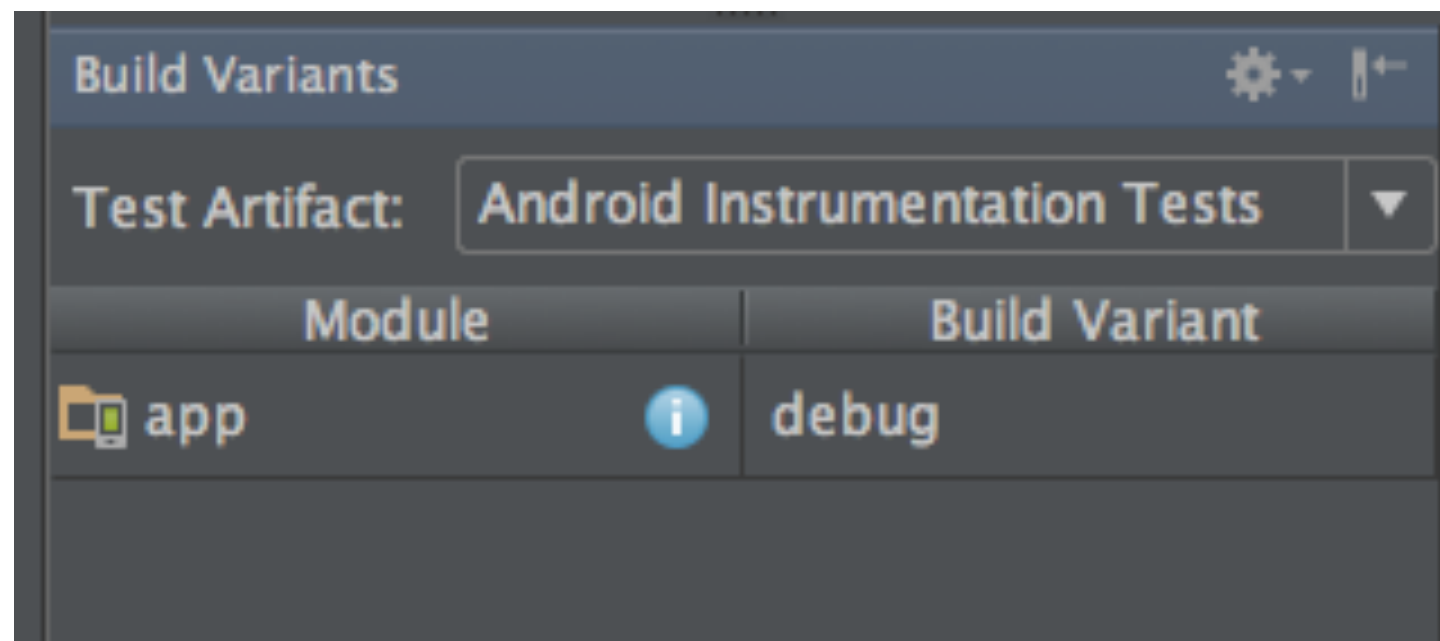 Build Variants
Test Artifact: Android Instrumentation Tests
Module Build Variant
app debug